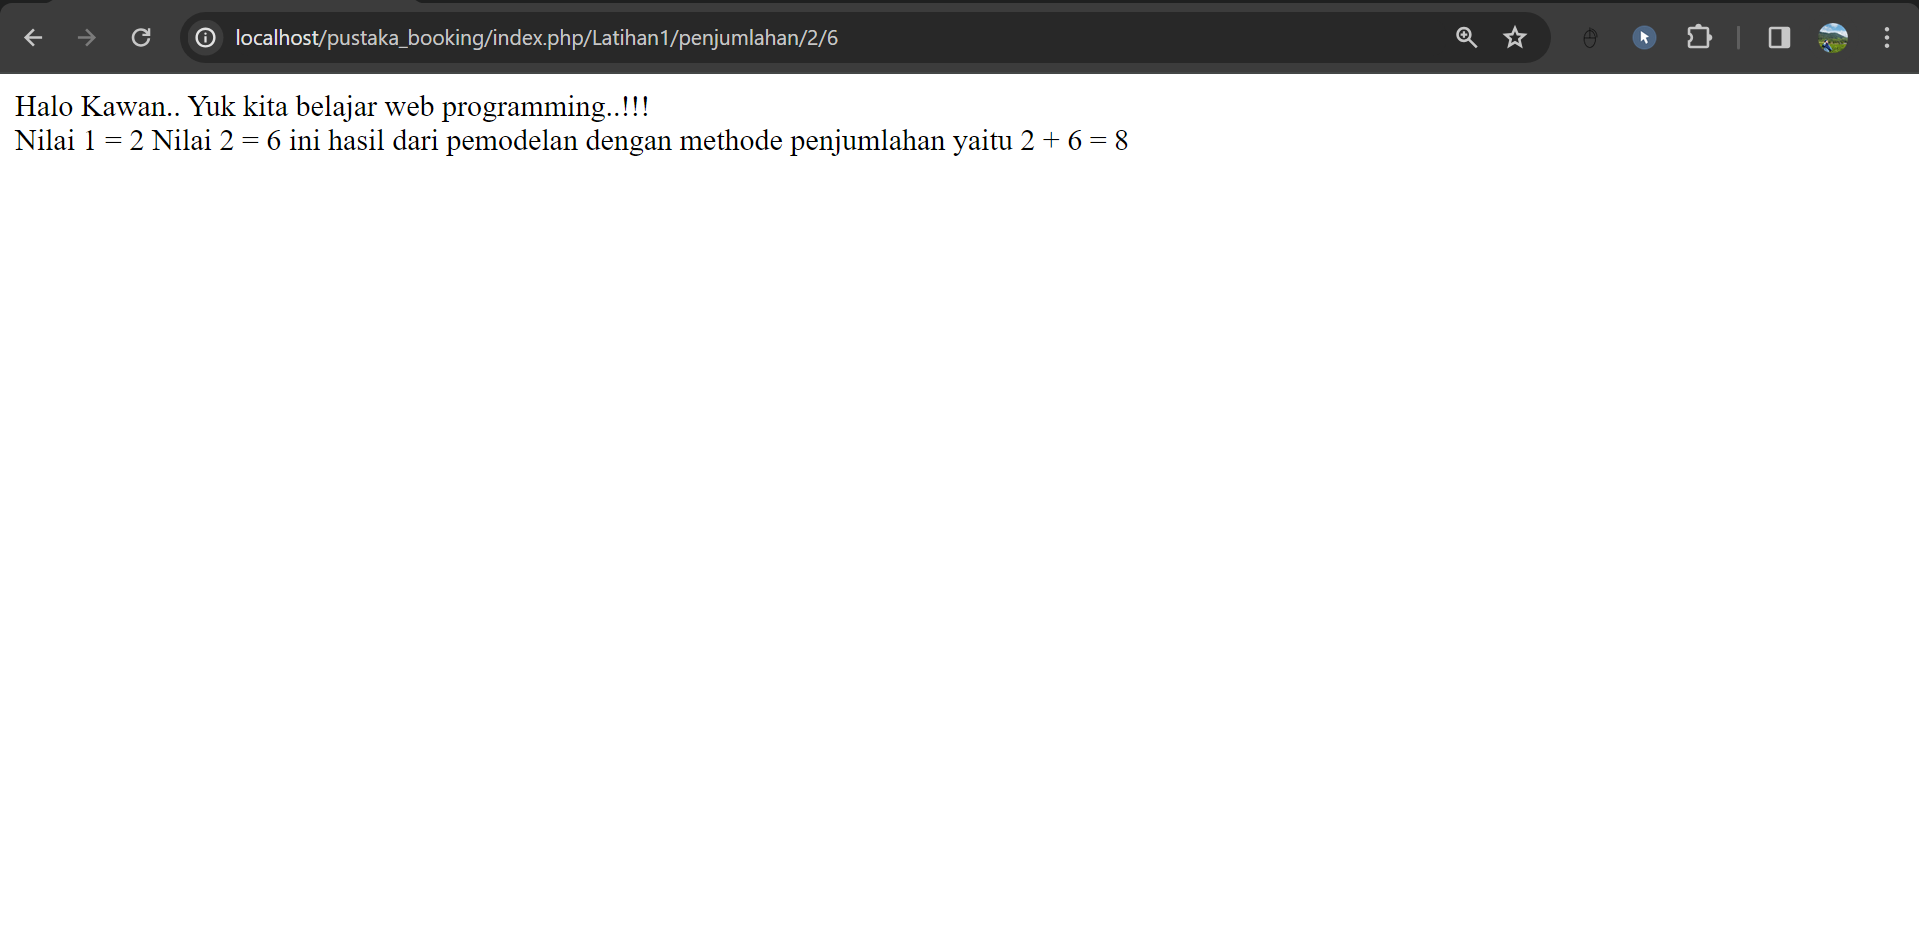 localhost/pustaka_booking/index.php/Latihan1/penjumlahan/2/6
Halo Kawan.. Yuk kita belajar web programming..!!!
Nilai 1 = 2 Nilai 2 = 6 ini hasil dari pemodelan dengan methode penjumlahan yaitu 2 + 6 = 8